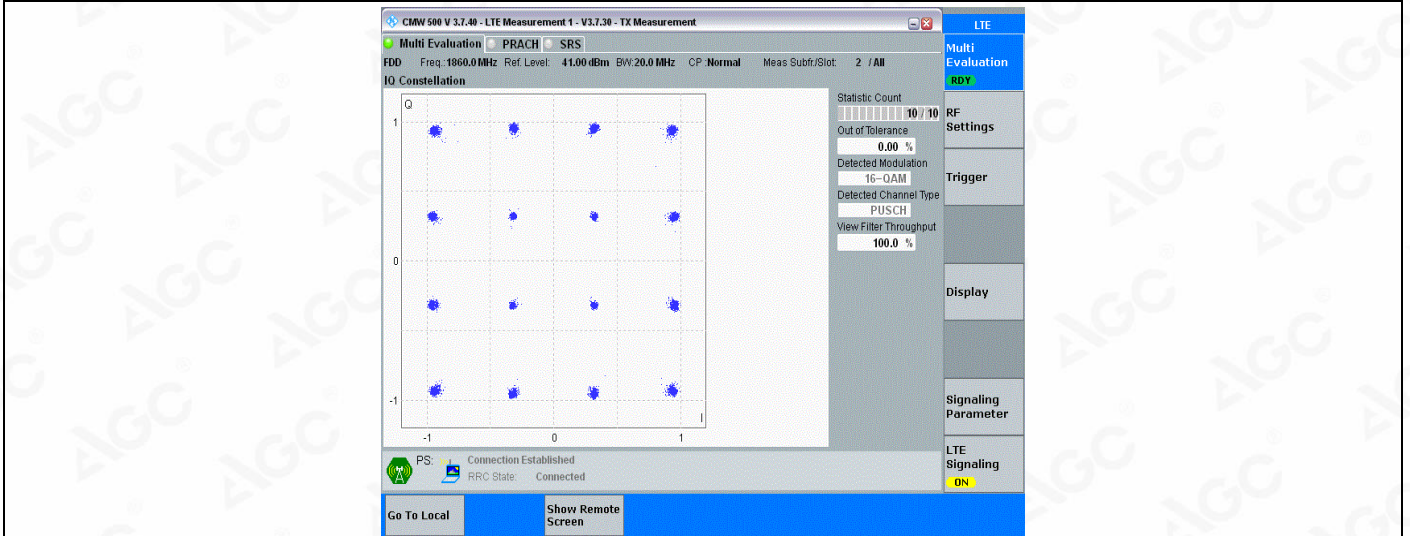 CMW 500 V 3.7.40 - LTE Measurement 1 - V3.7.30 - TX Measurement
LTE
Multi Evaluation PRACH SRS
FDD Freq.:1860.0 MHz Ref. Level: 41.00 dBm BW:20.0 MHz CP :Normal Meas Subfr./Slot: 2 / All
IQ Constellation
Q
1
0
-1
-1 0 1
I
Statistic Count
10 / 10
Out of Tolerance
0.00 %
Detected Modulation
16-QAM
Detected Channel Type
PUSCH
View Filter Throughput
100.0 %
Multi
Evaluation
RDY
RF
Settings
Trigger
Display
Signaling
Parameter
LTE
Signaling
ON
PS: Connection Established
RRC State: Connected
Go To Local
Show Remote
Screen
AGC